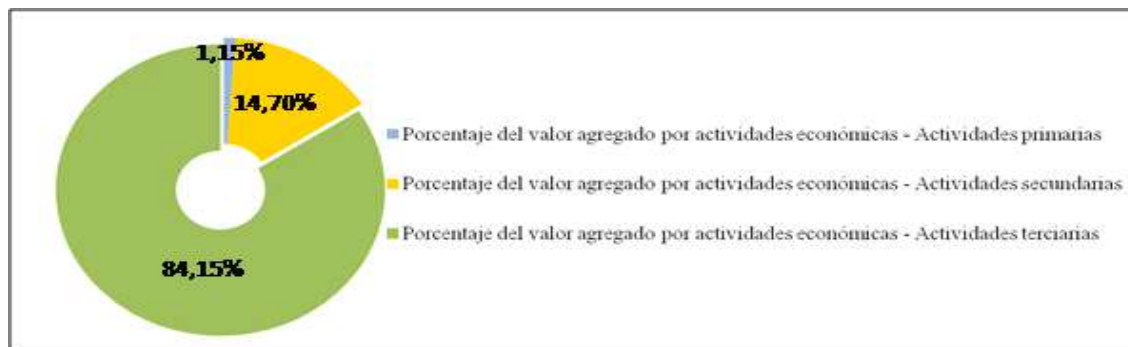 1,15%
14,70%
84,15%
Porcentaje del valor agregado por actividades económicas - Actividades primarias
Porcentaje del valor agregado por actividades económicas - Actividades secundarias
Porcentaje del valor agregado por actividades económicas - Actividades terciarias